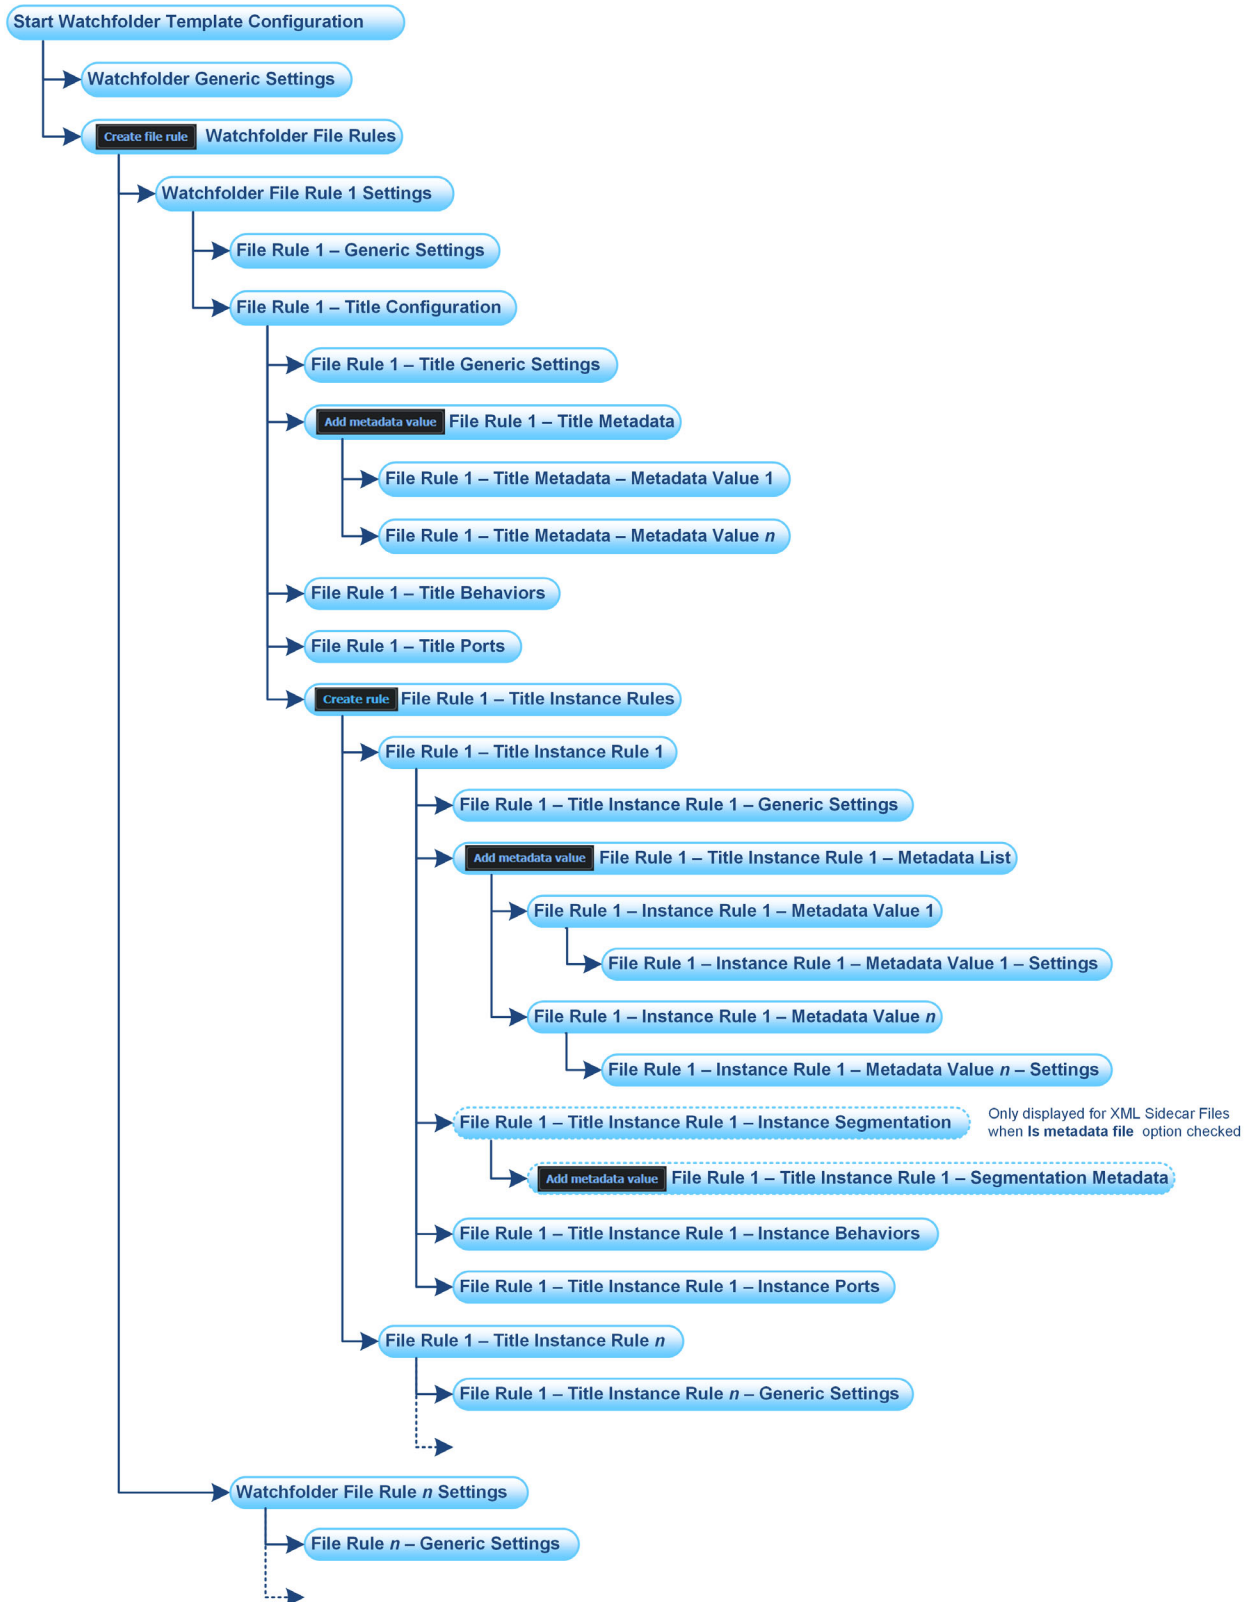 Start Watchfolder Template Configuration
Watchfolder Generic Settings
Create file rule Watchfolder File Rules
Watchfolder File Rule 1 Settings
File Rule 1 – Generic Settings
File Rule 1 – Title Configuration
File Rule 1 – Title Generic Settings
Add metadata value File Rule 1 – Title Metadata
File Rule 1 – Title Metadata – Metadata Value 1
File Rule 1 – Title Metadata – Metadata Value n
File Rule 1 – Title Behaviors
File Rule 1 – Title Ports
Create rule File Rule 1 – Title Instance Rules
File Rule 1 – Title Instance Rule 1
File Rule 1 – Title Instance Rule 1 – Generic Settings
Add metadata value File Rule 1 – Title Instance Rule 1 – Metadata List
File Rule 1 – Instance Rule 1 – Metadata Value 1
File Rule 1 – Instance Rule 1 – Metadata Value 1 – Settings
File Rule 1 – Instance Rule 1 – Metadata Value n
File Rule 1 – Instance Rule 1 – Metadata Value n – Settings
File Rule 1 – Title Instance Rule 1 – Instance Segmentation
Only displayed for XML Sidecar Files
when Is metadata file option checked
Add metadata value File Rule 1 – Title Instance Rule 1 – Segmentation Metadata
File Rule 1 – Title Instance Rule 1 – Instance Behaviors
File Rule 1 – Title Instance Rule 1 – Instance Ports
File Rule 1 – Title Instance Rule n
File Rule 1 – Title Instance Rule n – Generic Settings
Watchfolder File Rule n Settings
File Rule n – Generic Settings